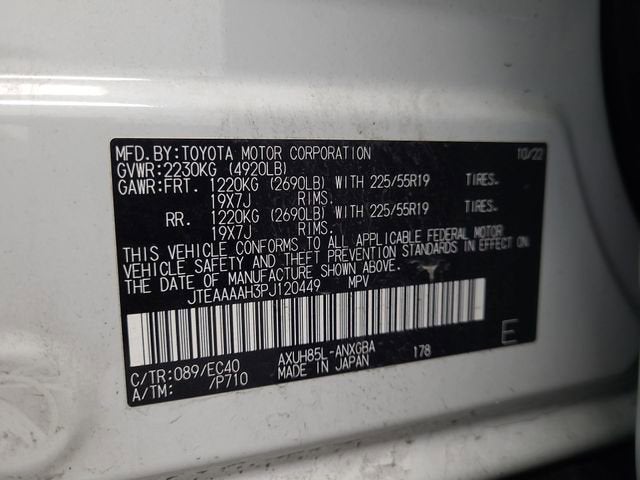 MFD.BY:TOYOTA MOTOR CORPORATION 10/22
GVWR:2230KG (4920LB)
GAWR:FRT. 1220KG (2690LB) WITH 225/55R19 TIRES.
19X7J RIMS.
RR. 1220KG (2690LB) WITH 225/55R19 TIRES.
19X7J RIMS.
THIS VEHICLE CONFORMS TO ALL APPLICABLE FEDERAL MOTOR
VEHICLE SAFETY AND THEFT PREVENTION STANDARDS IN EFFECT ON
THE DATE OF MANUFACTURE SHOWN ABOVE.
JTEAAAAH3PJ120449 MPV
C/TR:089/EC40 AXUH85L-ANXGBA 178 E
A/TM: /P710 MADE IN JAPAN